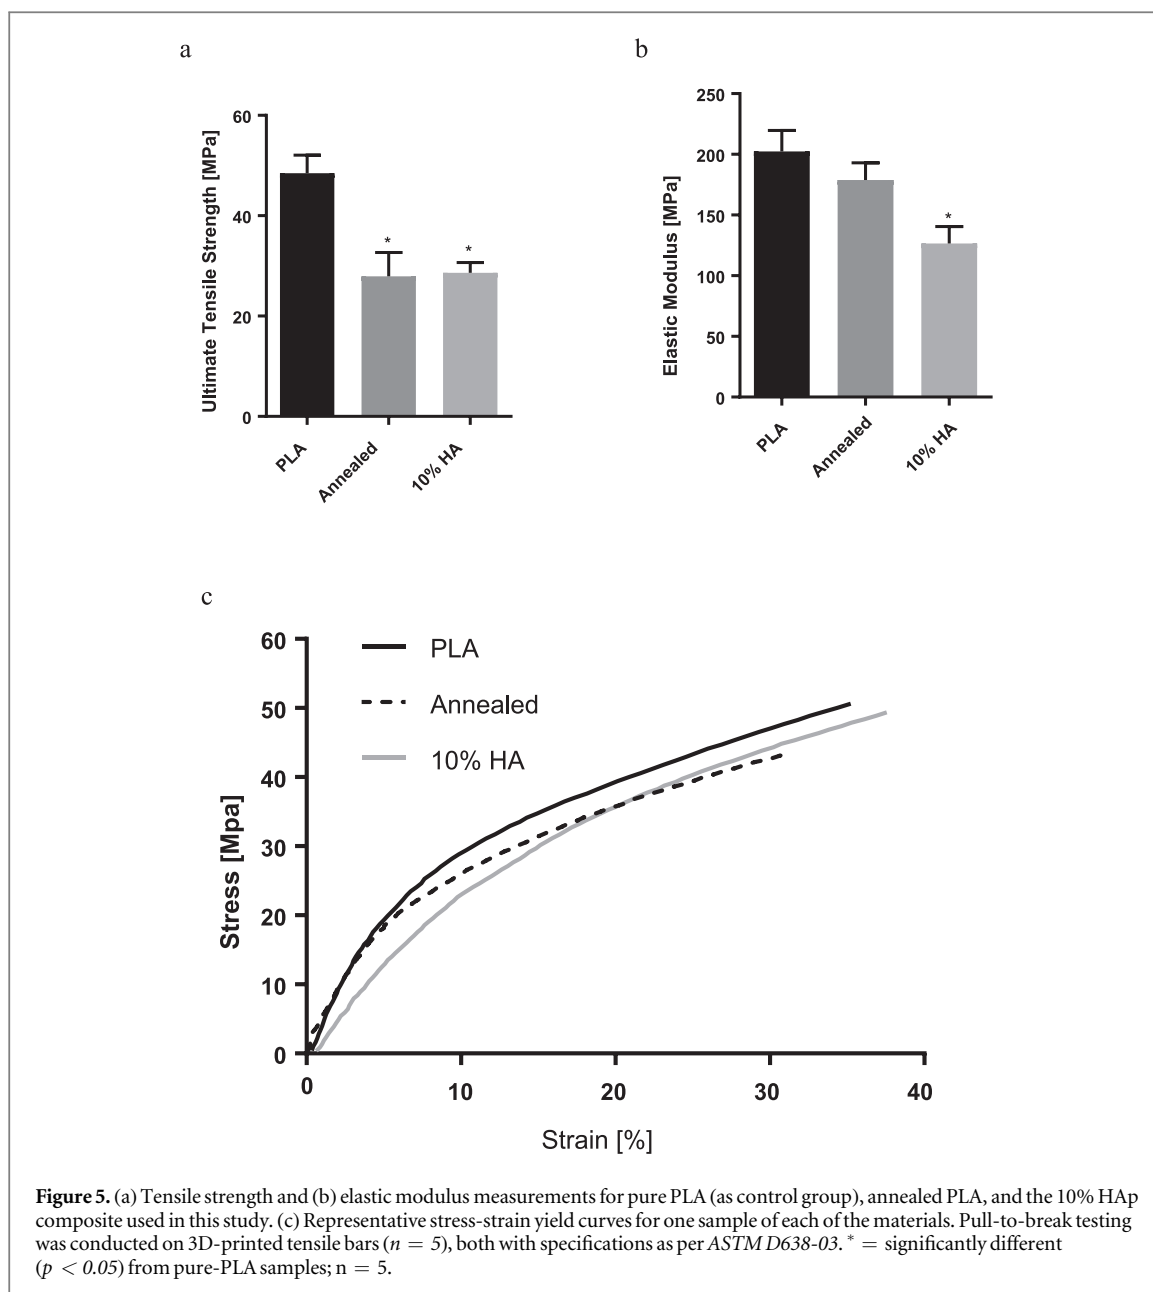 a
b
60
40
20
0
Ultimate Tensile Strength [MPa]
*
*
PLA
Annealed
10% HA
250
200
150
100
50
0
Elastic Modulus [MPa]
*
PLA
Annealed
10% HA
c
60
50
40
30
20
10
0
Stress [Mpa]
PLA
Annealed
10% HA
0
10
20
30
40
Strain [%]
Figure 5. (a) Tensile strength and (b) elastic modulus measurements for pure PLA (as control group), annealed PLA, and the 10% HAp
composite used in this study. (c) Representative stress-strain yield curves for one sample of each of the materials. Pull-to-break testing
was conducted on 3D-printed tensile bars (n = 5), both with specifications as per ASTM D638-03. * = significantly different
(p < 0.05) from pure-PLA samples; n = 5.